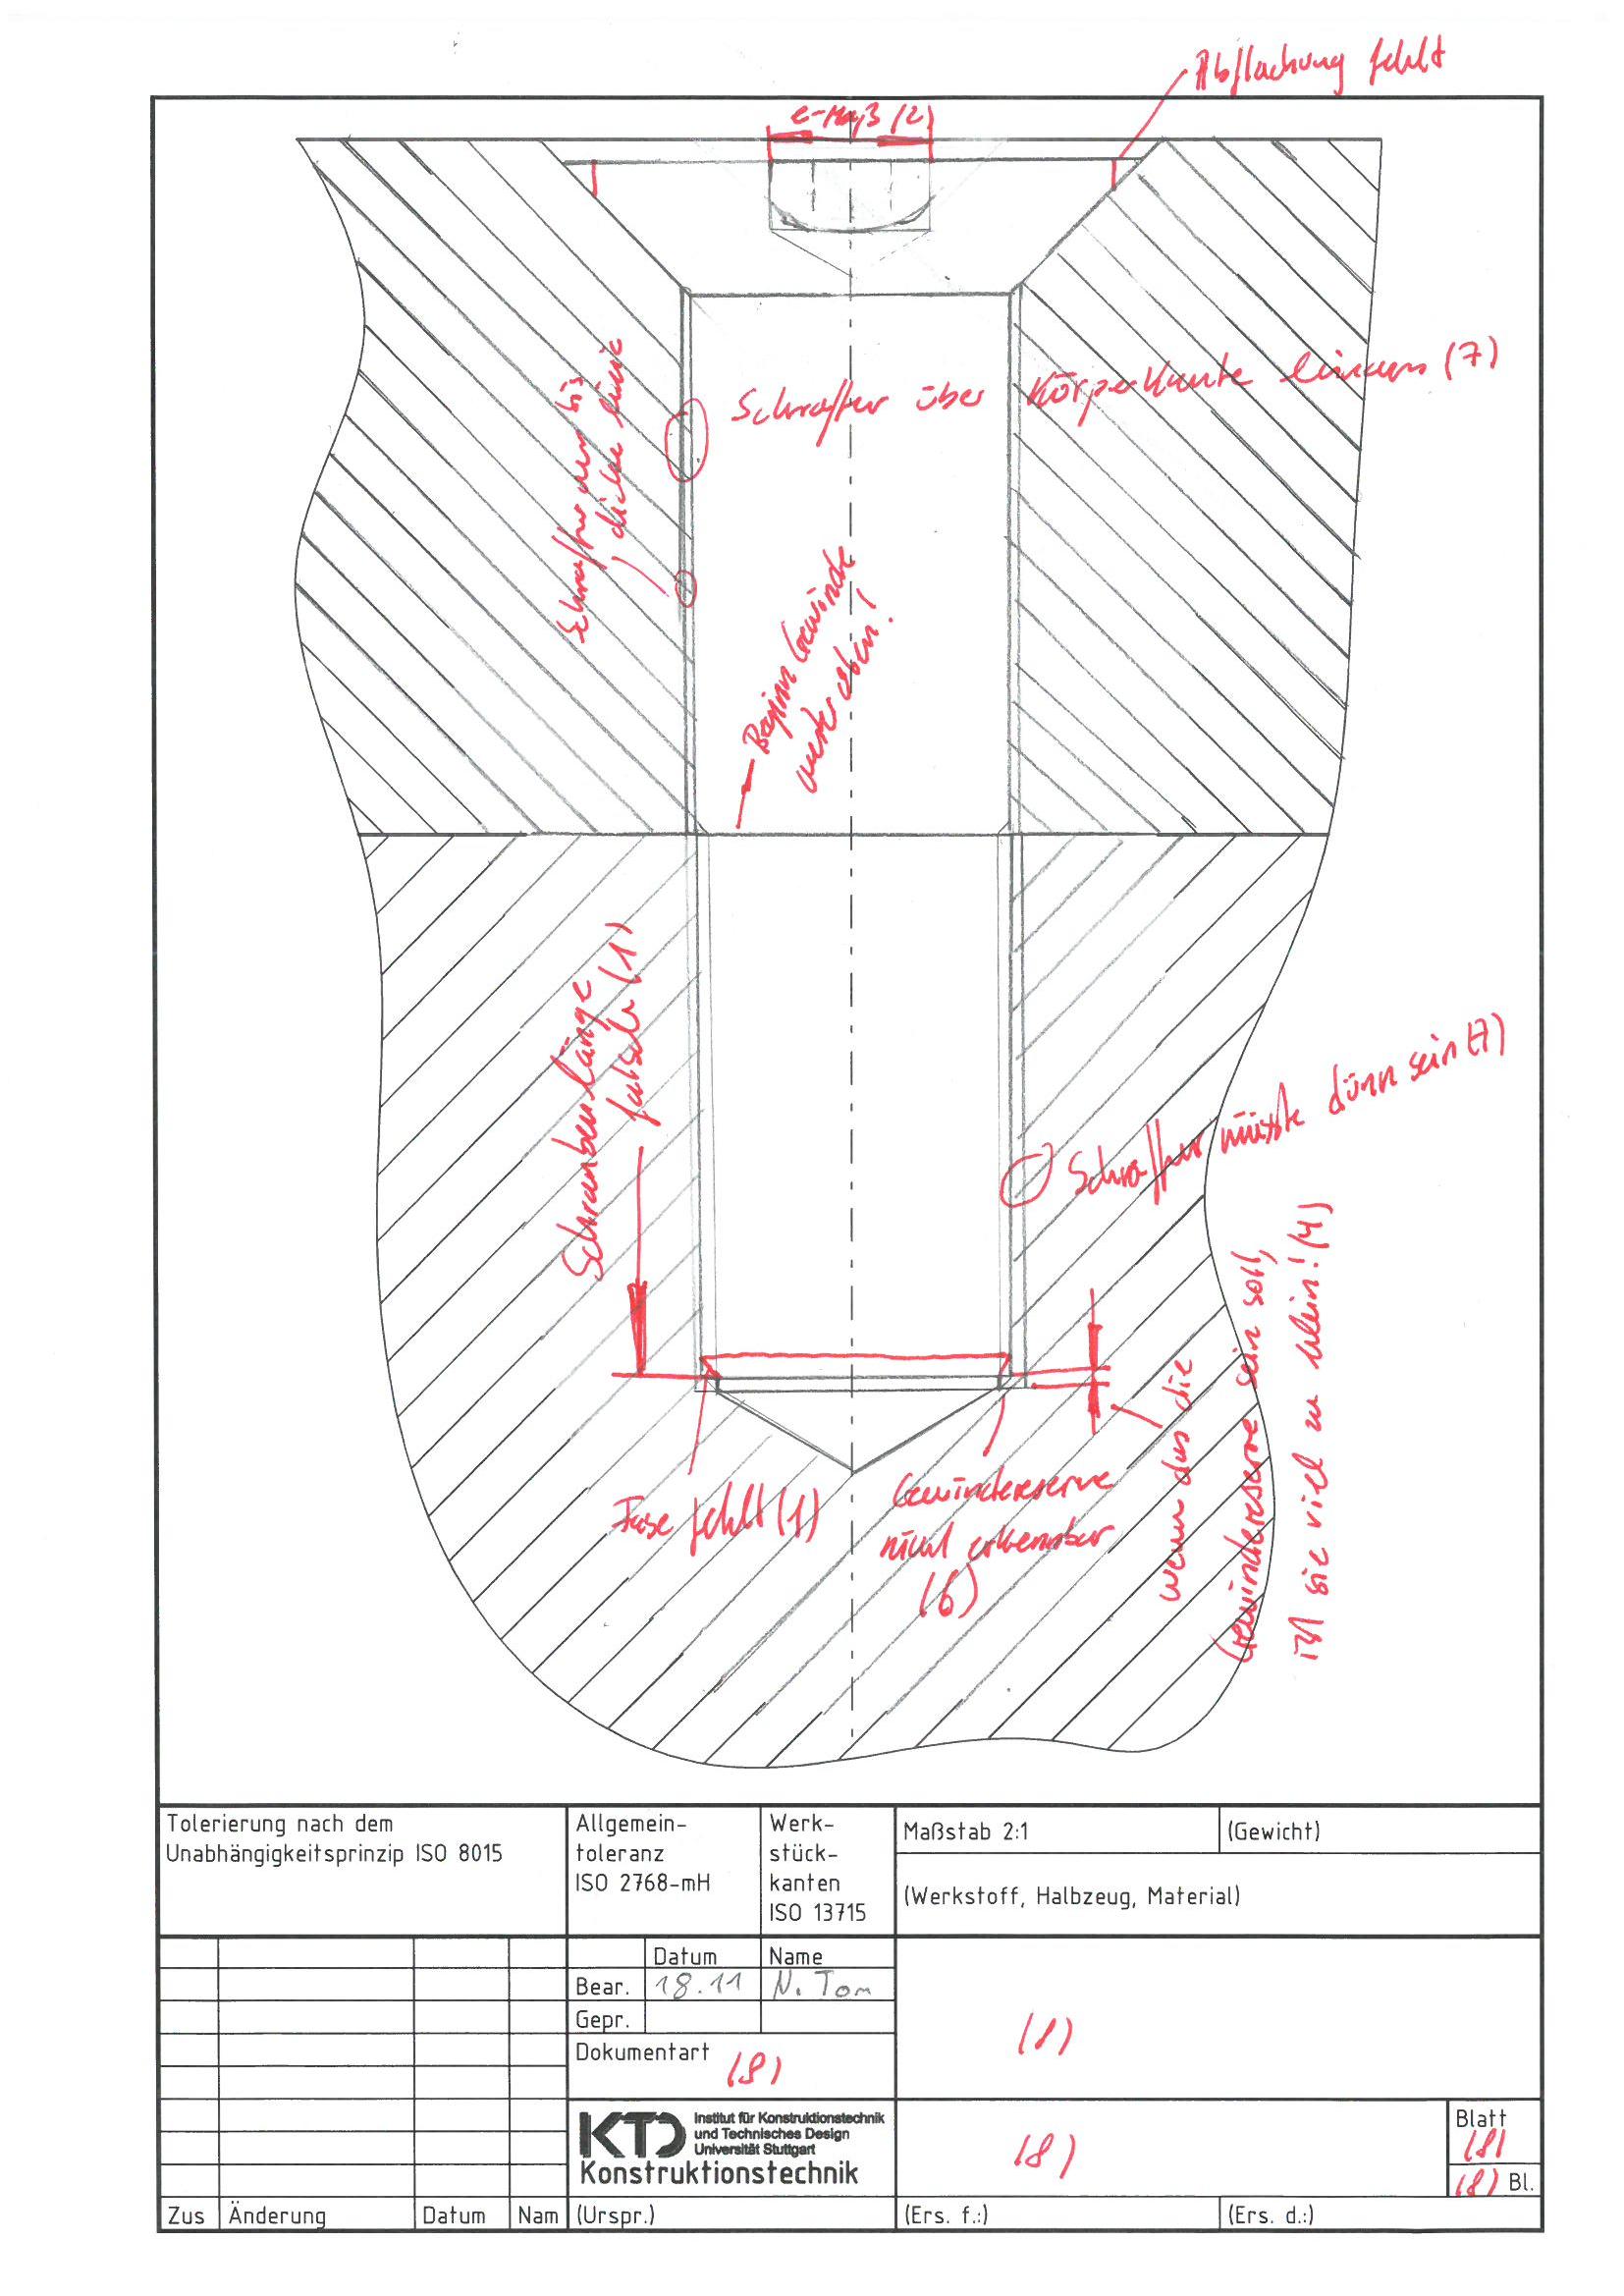 Abflachung fehlt
e-Maß (2)
Schraffur über Körperkante hinaus (7)
Schraffur nur bis
dicke Linie
Beginn Gewinde
weiter oben!
Schraubenlänge
falsch (1)
Schraffur müsste dünn sein (7)
wenn das die
Gewindereserve sein soll,
ist sie viel zu klein! (4)
Fase fehlt (1)
Gewindereserve
nicht erkennbar
(6)
Tolerierung nach dem
Unabhängigkeitsprinzip ISO 8015
Allgemein-
toleranz
ISO 2768-mH
Werk-
stück-
kanten
ISO 13715
Maßstab 2:1
(Gewicht)
(Werkstoff, Halbzeug, Material)
Datum Name
Bear. 18.11 N. Tom
Gepr.
Dokumentart
(8)
(8)
KTD Institut für Konstruktionstechnik
und Technisches Design
Universität Stuttgart
Konstruktionstechnik
(8)
Blatt
(8)
(8) Bl.
Zus Änderung Datum Nam (Urspr.) (Ers. f.:) (Ers. d.:)